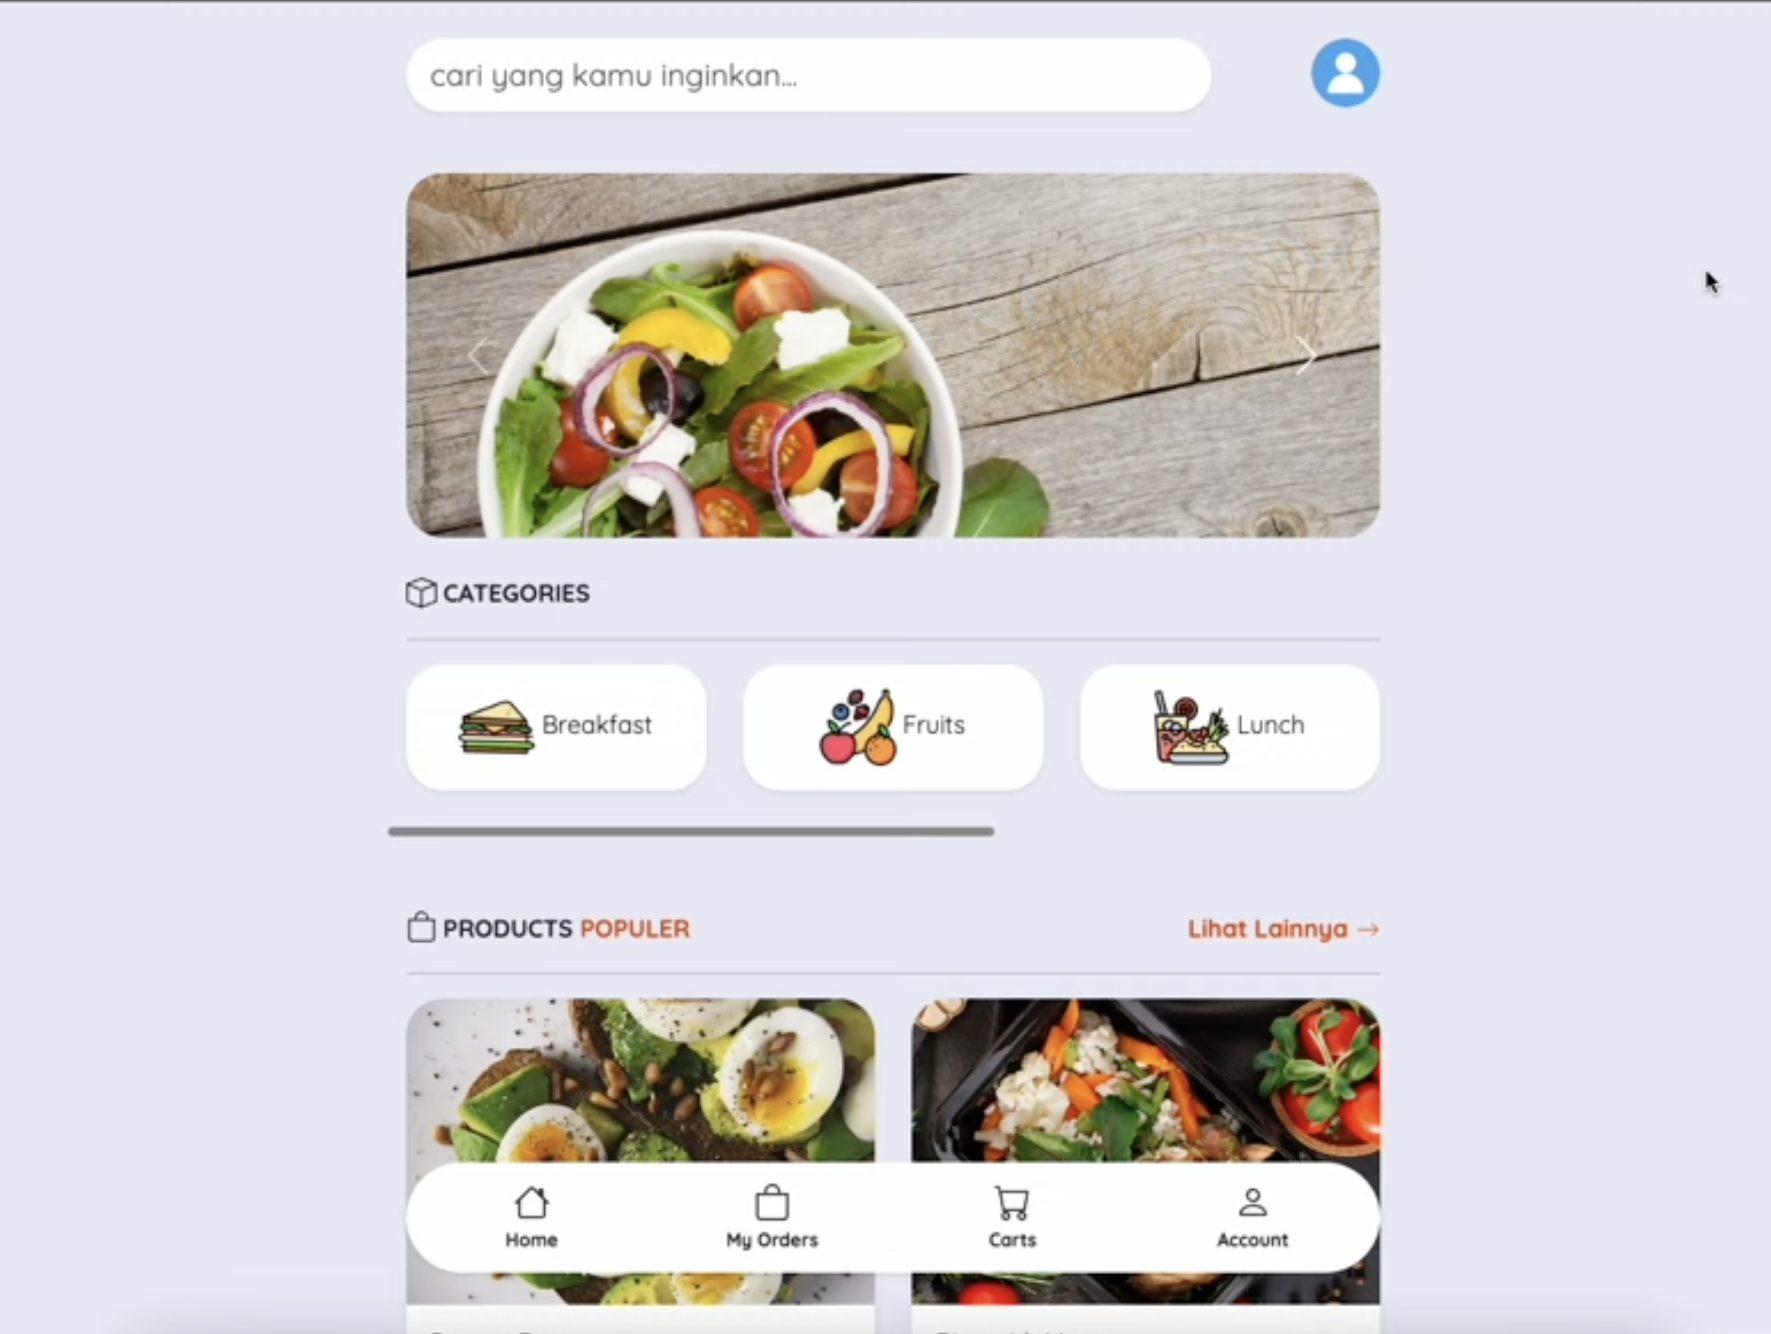 cari yang kamu inginkan...
CATEGORIES
Breakfast
Fruits
Lunch
PRODUCTS POPULER
Lihat Lainnya →
Home
My Orders
Carts
Account